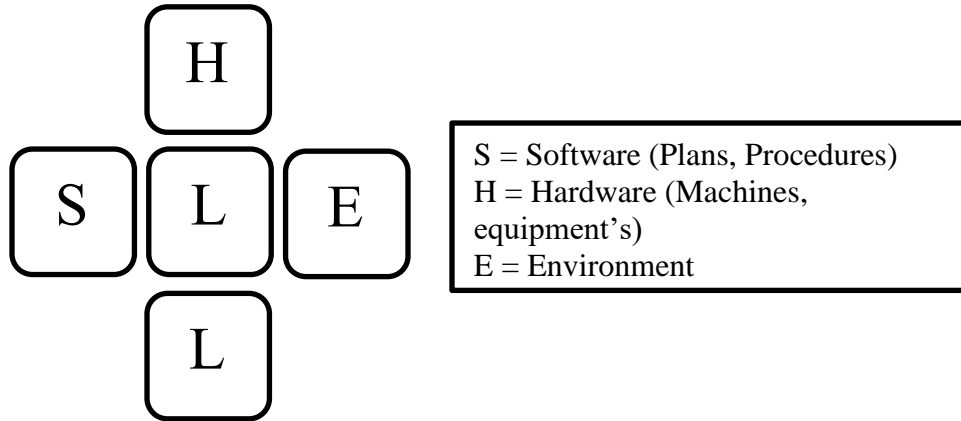 H
S L E
L
S = Software (Plans, Procedures)
H = Hardware (Machines,
equipment’s)
E = Environment